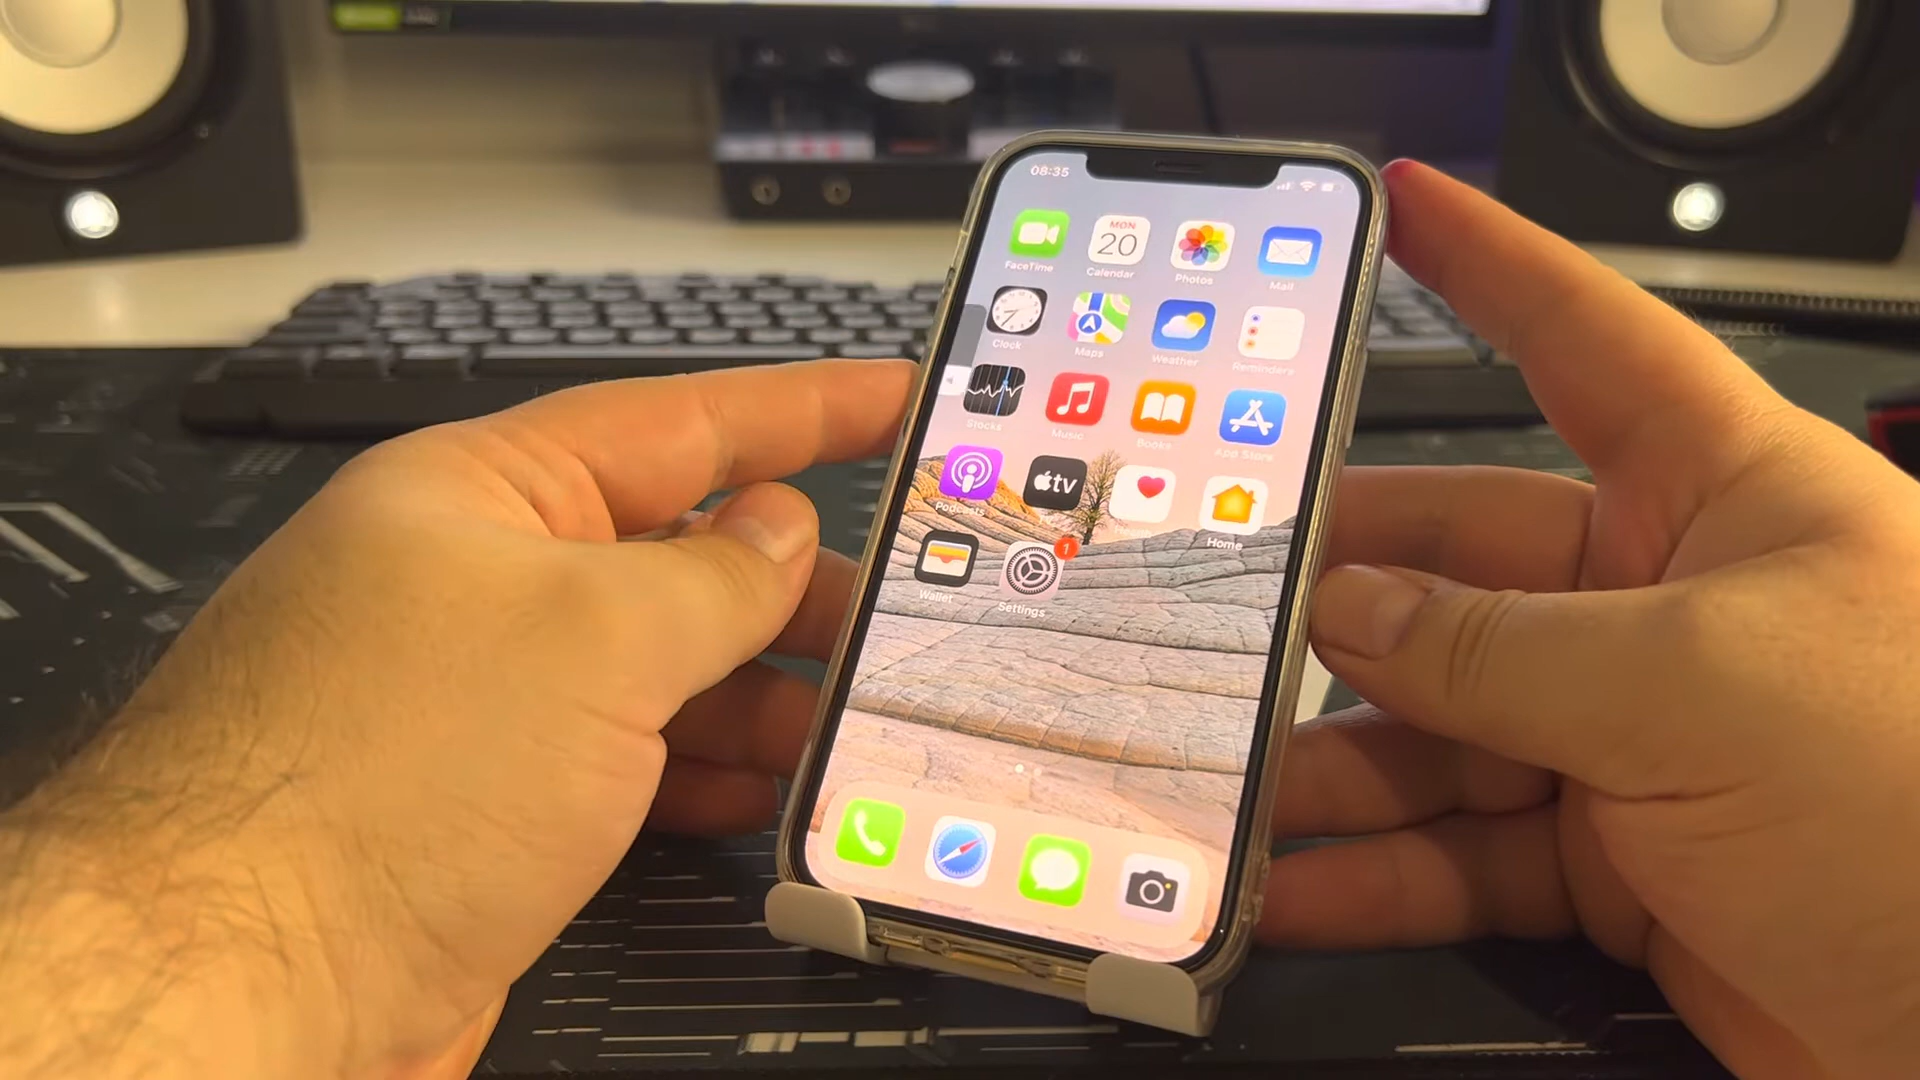 08:35
MON
20
FaceTime
Calendar
Photos
Mail
Clock
Maps
Weather
Reminders
Stocks
Music
Books
App Store
tv
Podcasts
Home
1
Wallet
Settings